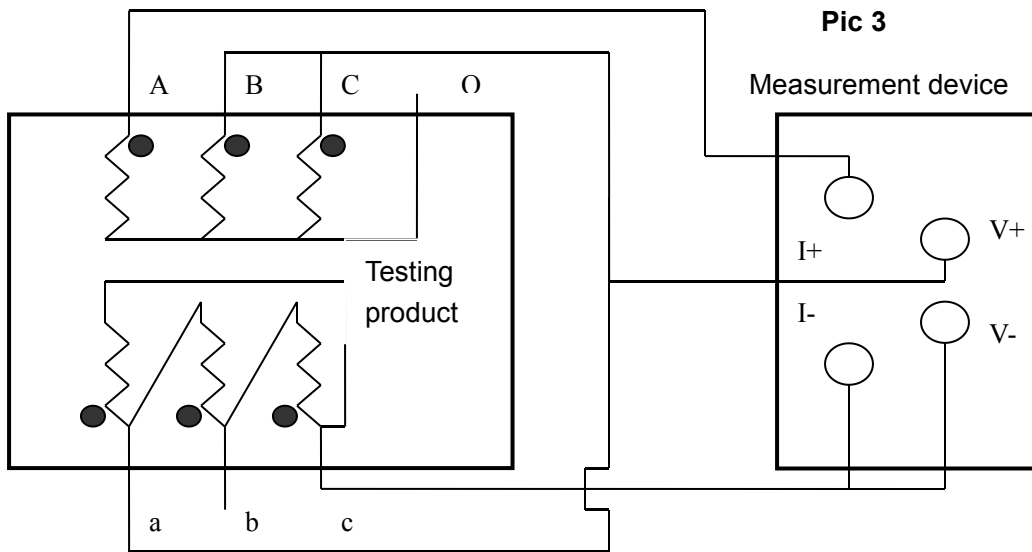 Pic 3
A B C O
Measurement device
V+
I+
Testing
product
I-
V-
a b c